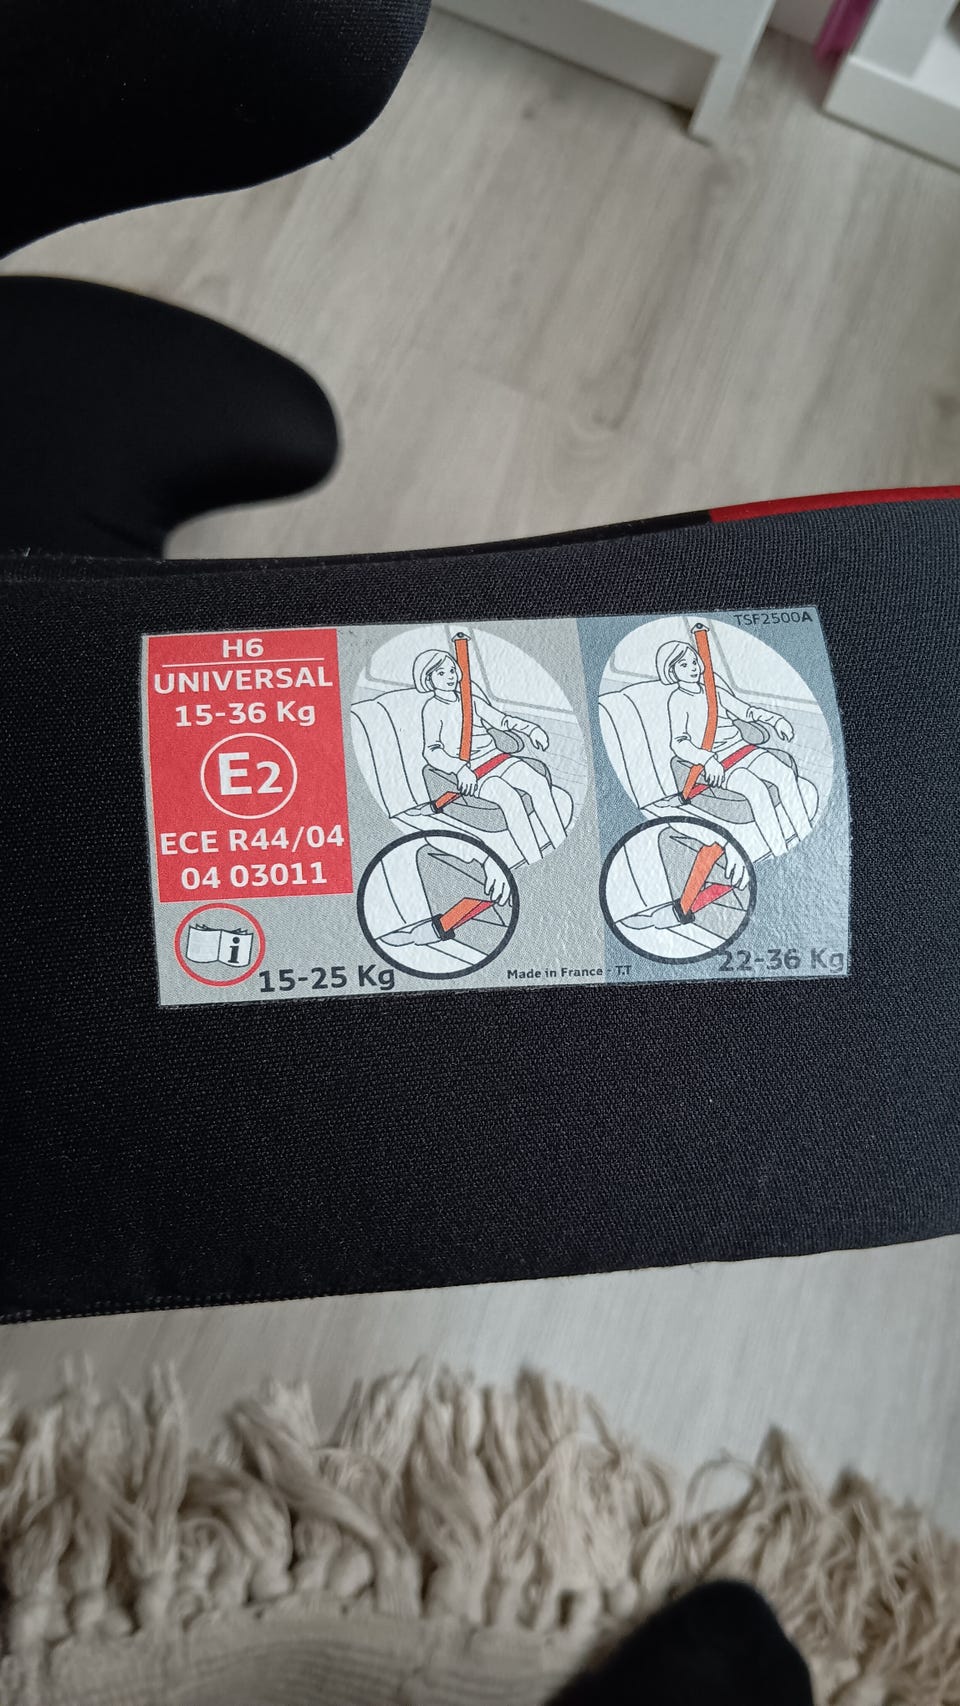 H6
UNIVERSAL
15-36 Kg
E2
ECE R44/04
04 03011
i
15-25 Kg
Made in France - T.T
TSF2500A
22-36 Kg